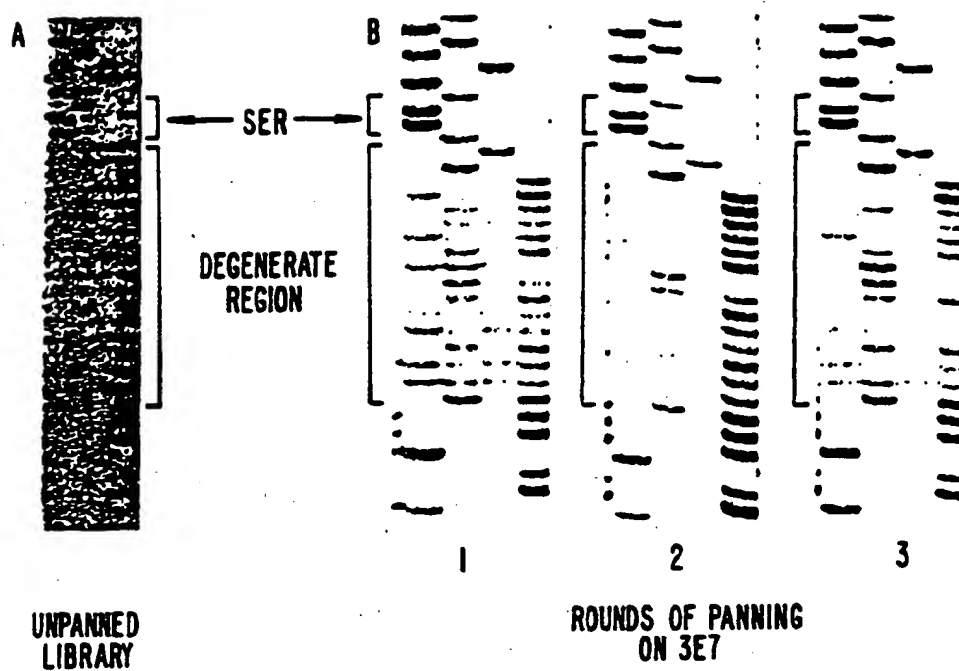 A
B
SER
DEGENERATE
REGION
1
2
3
UNPANNED
LIBRARY
ROUNDS OF PANNING
ON 3E7